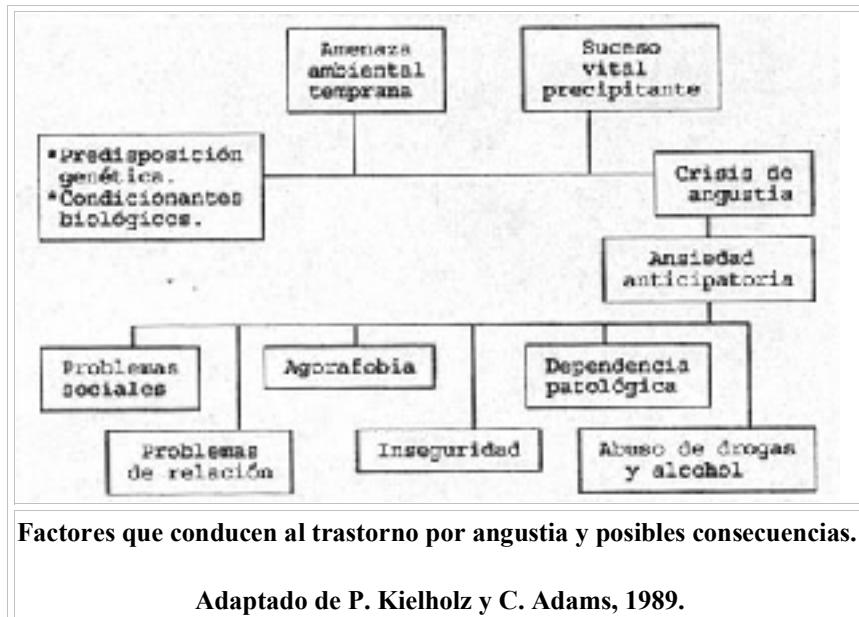 Amenaza
ambiental
temprana
Suceso
vital
precipitante
*Predisposición
genética.
*Condicionantes
biológicos.
Crisis de
angustia
Ansiedad
anticipatoria
Problemas
sociales
Agorafobia
Dependencia
patológica
Problemas
de relación
Inseguridad
Abuso de drogas
y alcohol
Factores que conducen al trastorno por angustia y posibles consecuencias.
Adaptado de P. Kielholz y C. Adams, 1989.